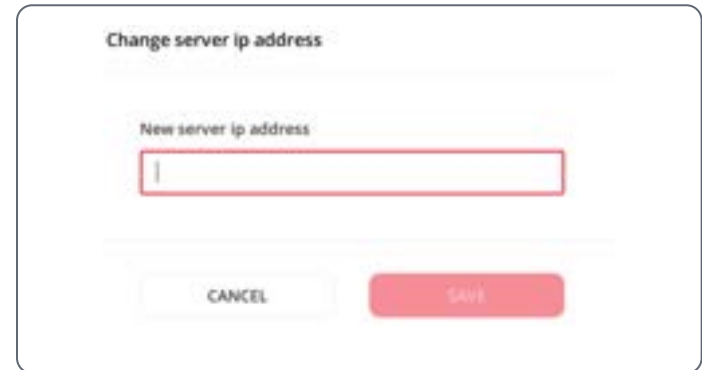 Change server ip address
New server ip address
CANCEL
SAVE